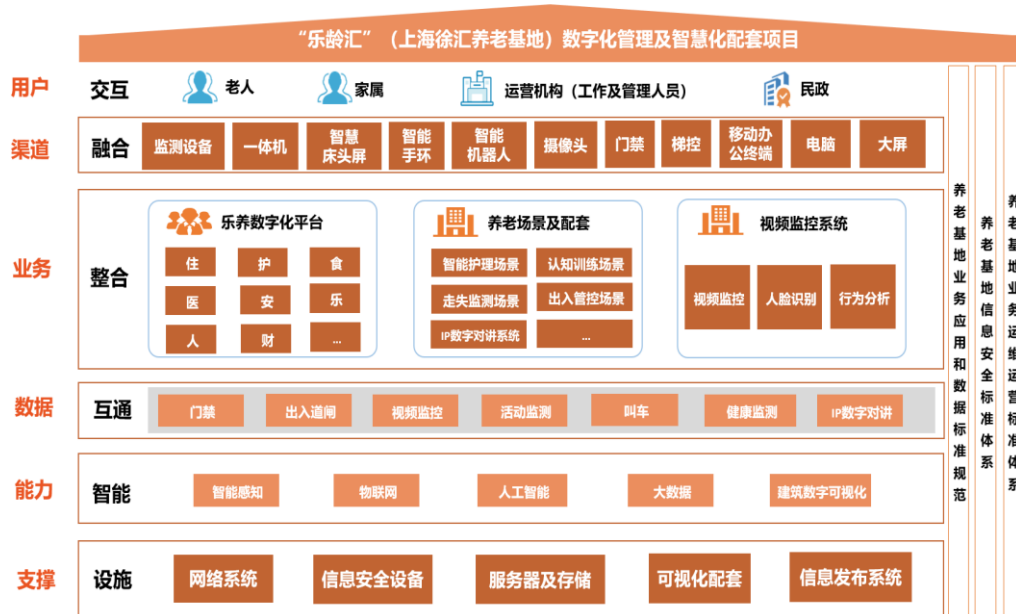 “乐龄汇”（上海徐汇养老基地）数字化管理及智慧化配套项目
用户 交互 老人 家属 运营机构（工作及管理人员） 民政
渠道 融合 监测设备 一体机 智慧床头屏 智能手环 智能机器人 摄像头 门禁 梯控 移动办公终端 电脑 大屏
业务 整合
乐养数字化平台
住 护 食
医 安 乐
人 财 ...
养老场景及配套
智能护理场景 认知训练场景
走失监测场景 出入管控场景
IP数字对讲系统 ...
视频监控系统
视频监控 人脸识别 行为分析
数据 互通 门禁 出入道闸 视频监控 活动监测 叫车 健康监测 IP数字对讲
能力 智能 智能感知 物联网 人工智能 大数据 建筑数字可视化
支撑 设施 网络系统 信息安全设备 服务器及存储 可视化配套 信息发布系统
养老基地业务应用和数据标准规范
养老基地信息安全标准体系
养老基地业务运维运营标准体系